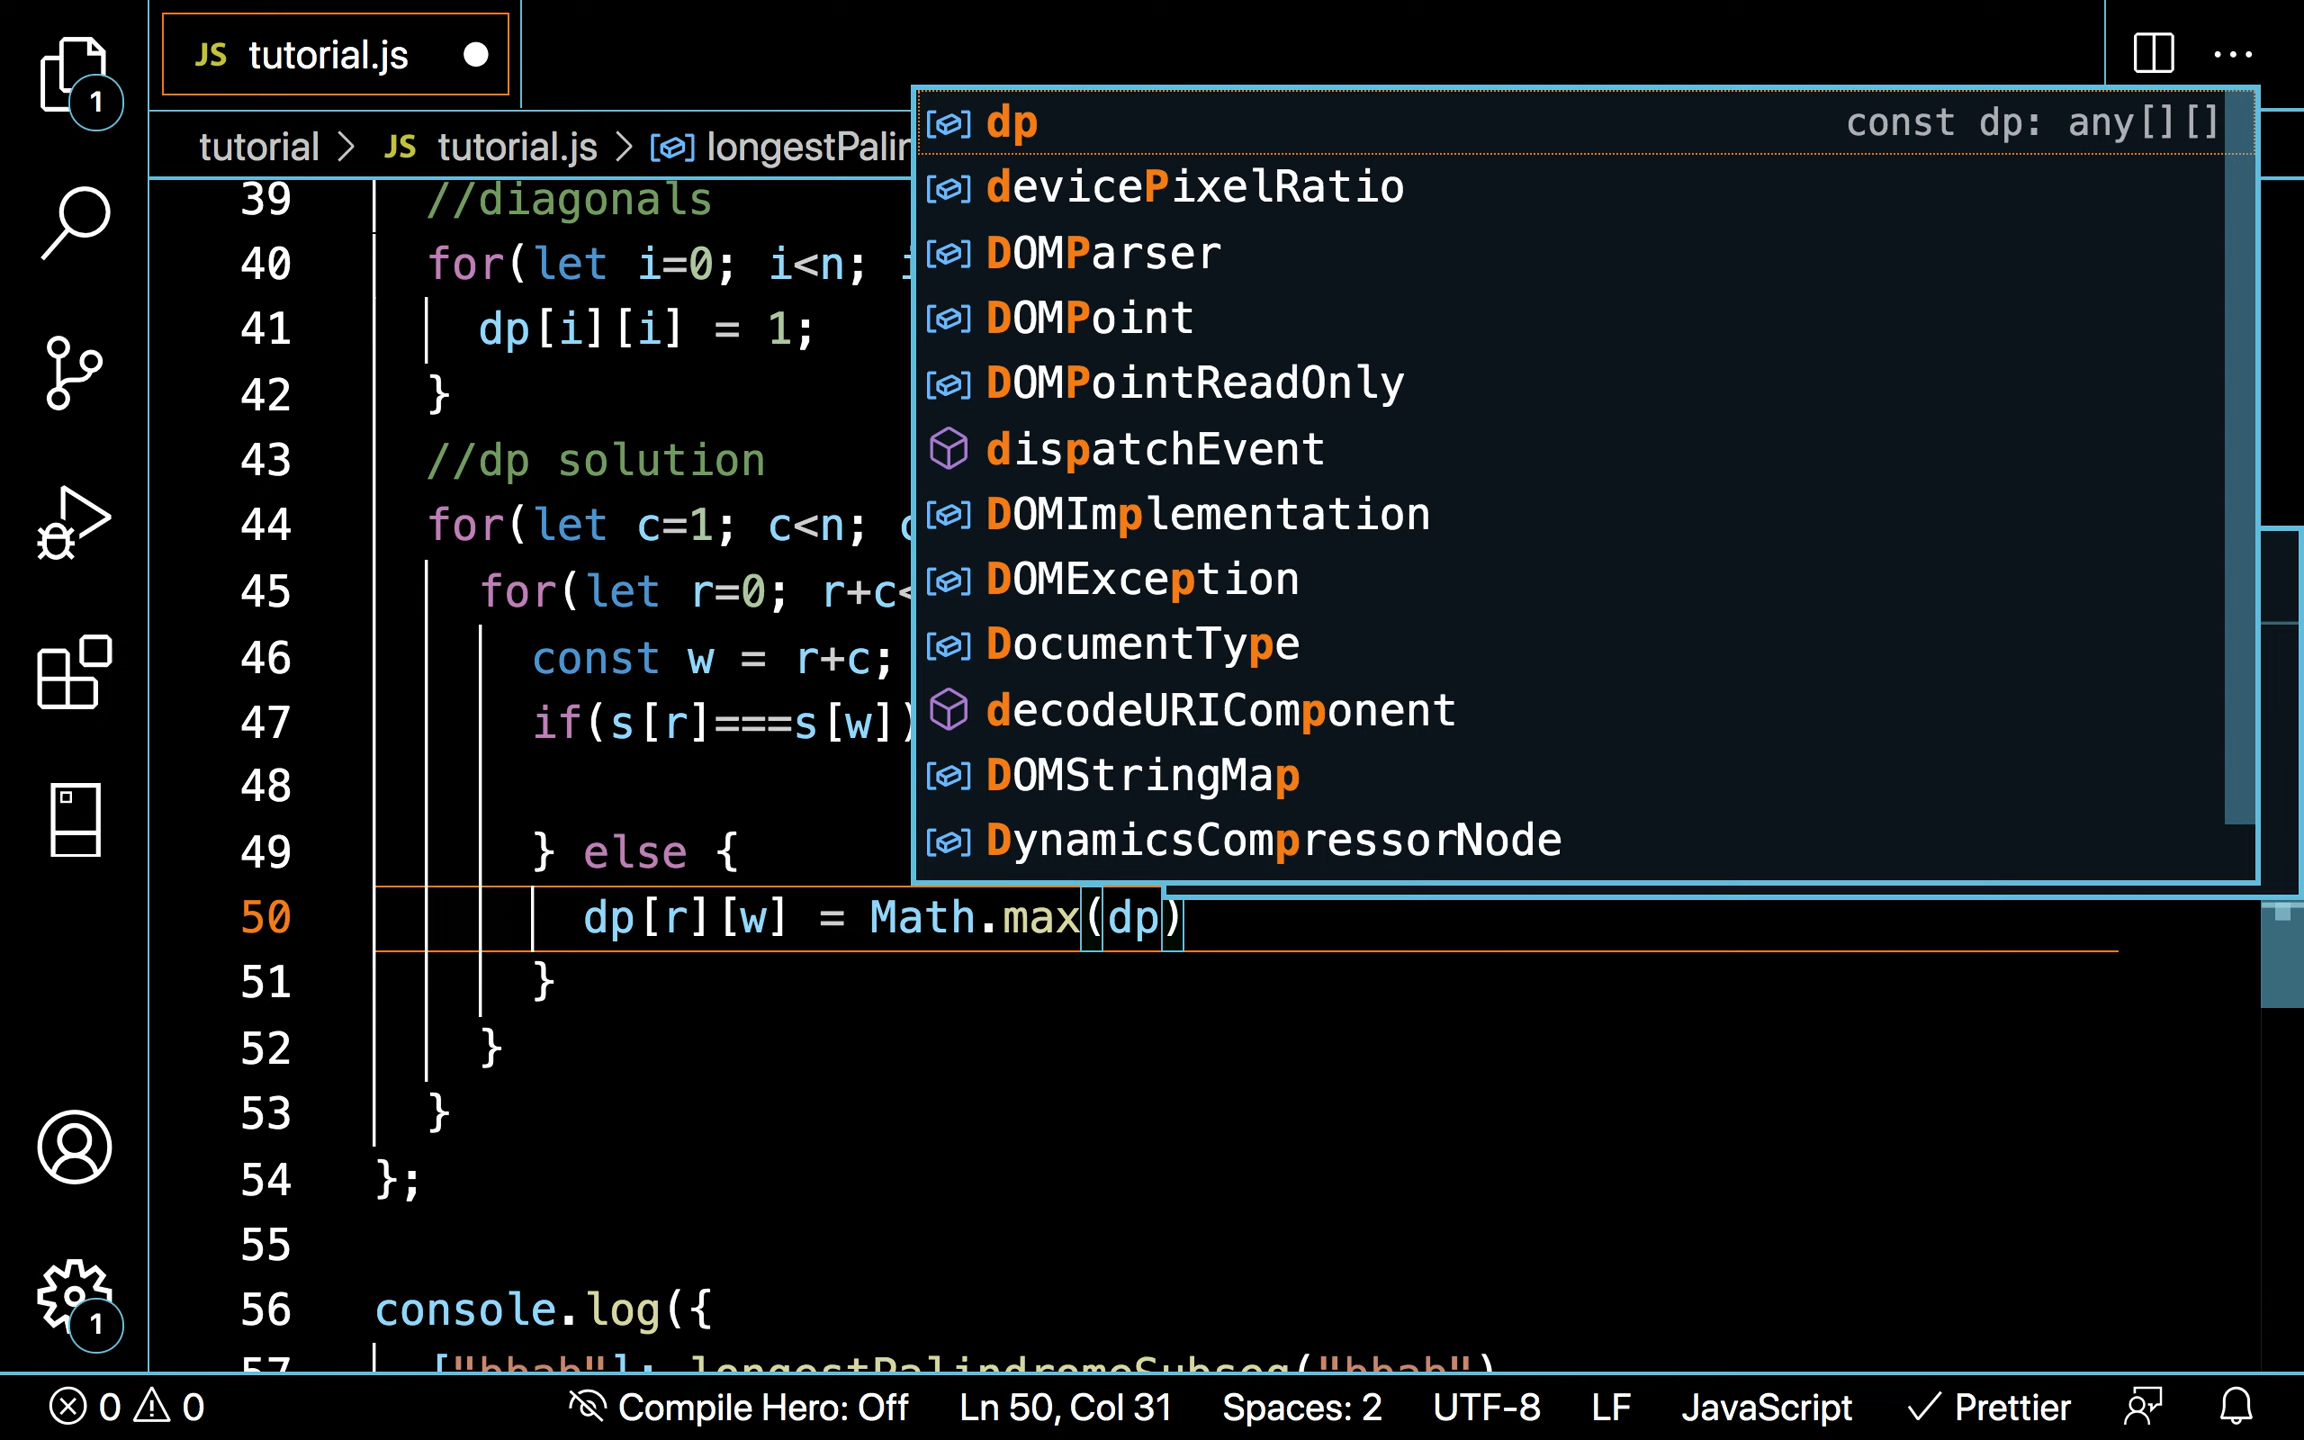 1
JS tutorial.js
tutorial > JS tutorial.js > longestPalin
39 //diagonals
40 for(let i=0; i<n; i
41 dp[i][i] = 1;
42 }
43 //dp solution
44 for(let c=1; c<n; c
45 for(let r=0; r+c<
46 const w = r+c;
47 if(s[r]===s[w])
48
49 } else {
50 dp[r][w] = Math.max(dp)
51 }
52 }
53 }
54 };
55
56 console.log({
57 ["bbbab"]: longestPalindromeSubseq("bbbab")
dp const dp: any[][]
devicePixelRatio
DOMParser
DOMPoint
DOMPointReadOnly
dispatchEvent
DOMImplementation
DOMException
DocumentType
decodeURIComponent
DOMStringMap
DynamicsCompressorNode
1
0 0 Compile Hero: Off Ln 50, Col 31 Spaces: 2 UTF-8 LF JavaScript Prettier